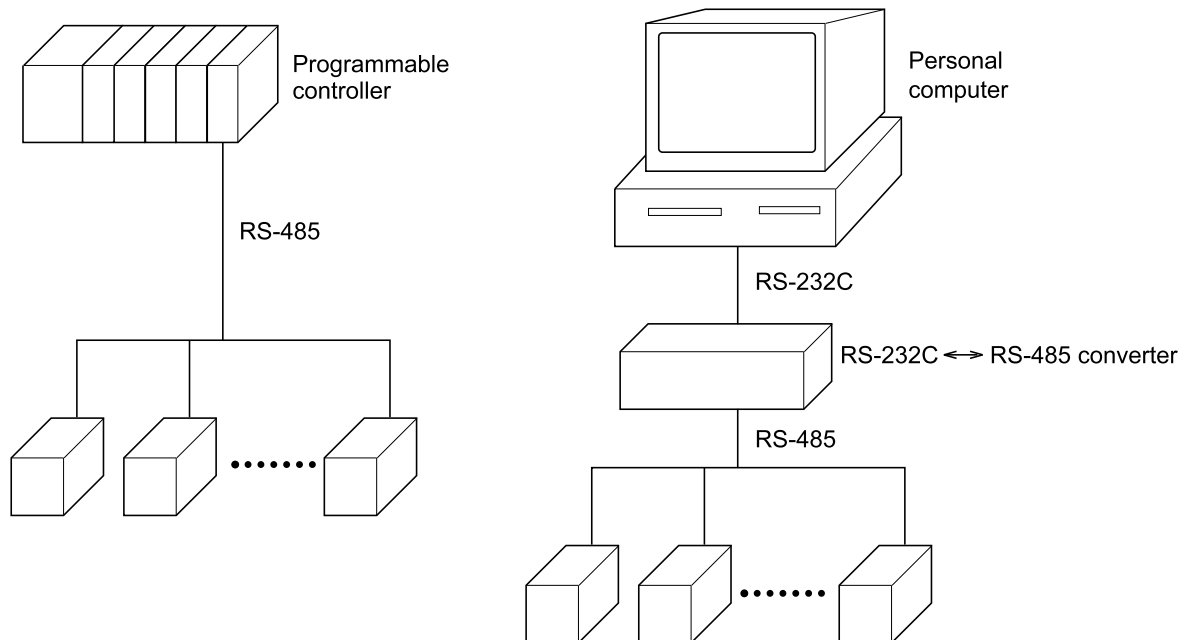 Programmable
controller
RS-485
Personal
computer
RS-232C
RS-232C ↔ RS-485 converter
RS-485